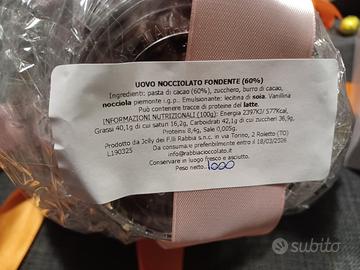 UOVO NOCCIOLATO FONDENTE (60%)
Ingredienti: pasta di cacao (60%), zucchero, burro di cacao,
nocciola piemonte i.g.p.. Emulsionante: lecitina di soia. Vanillina
Può contenere tracce di proteine del latte.
INFORMAZIONI NUTRIZIONALI (100g): Energia 2397KJ/ 577Kcal,
Grassi 40,1g di cui saturi 16,2g, Carboidrati 42,1g di cui zuccheri 36,9g,
Proteine 8,4g, Sale 0,005g.
Prodotto da Jcily dei F.lli Rabbia s.n.c. in via Torino, 2 Roletto (TO)
L190325 Da consumarsi preferibilmente entro il 18/03/2026
info@rabbiacioccolato.it
Conservare in luogo fresco e asciutto.
Peso netto: 1000
subito